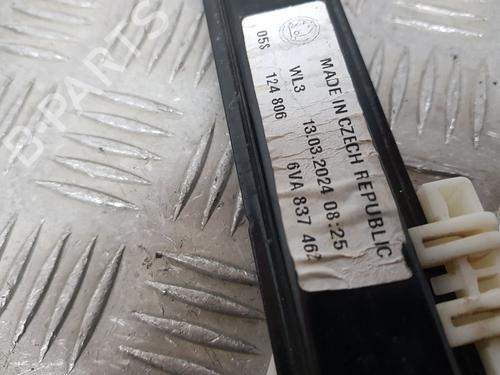 MADE IN CZECH REPUBLIC
WL3 13.03.2024 08:25
05S 124 806 6VA 837 462
B-PARTS